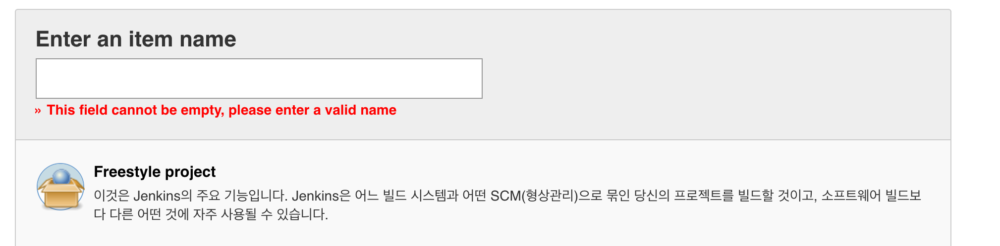 Enter an item name
» This field cannot be empty, please enter a valid name
Freestyle project
이것은 Jenkins의 주요 기능입니다. Jenkins은 어느 빌드 시스템과 어떤 SCM(형상관리)으로 묶인 당신의 프로젝트를 빌드할 것이고, 소프트웨어 빌드보
다 다른 어떤 것에 자주 사용될 수 있습니다.